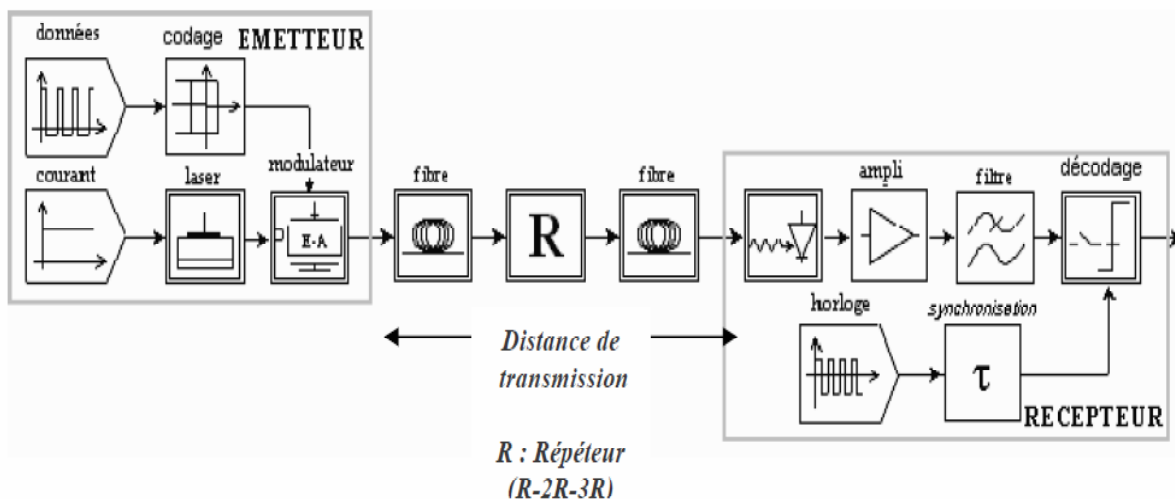 données
codage
EMETTEUR
courant
laser
modulateur
E-A
fibre
R
fibre
ampli
filtre
décodage
horloge
synchronisation
τ
RECEPTEUR
Distance de
transmission
R : Répéteur
(R-2R-3R)